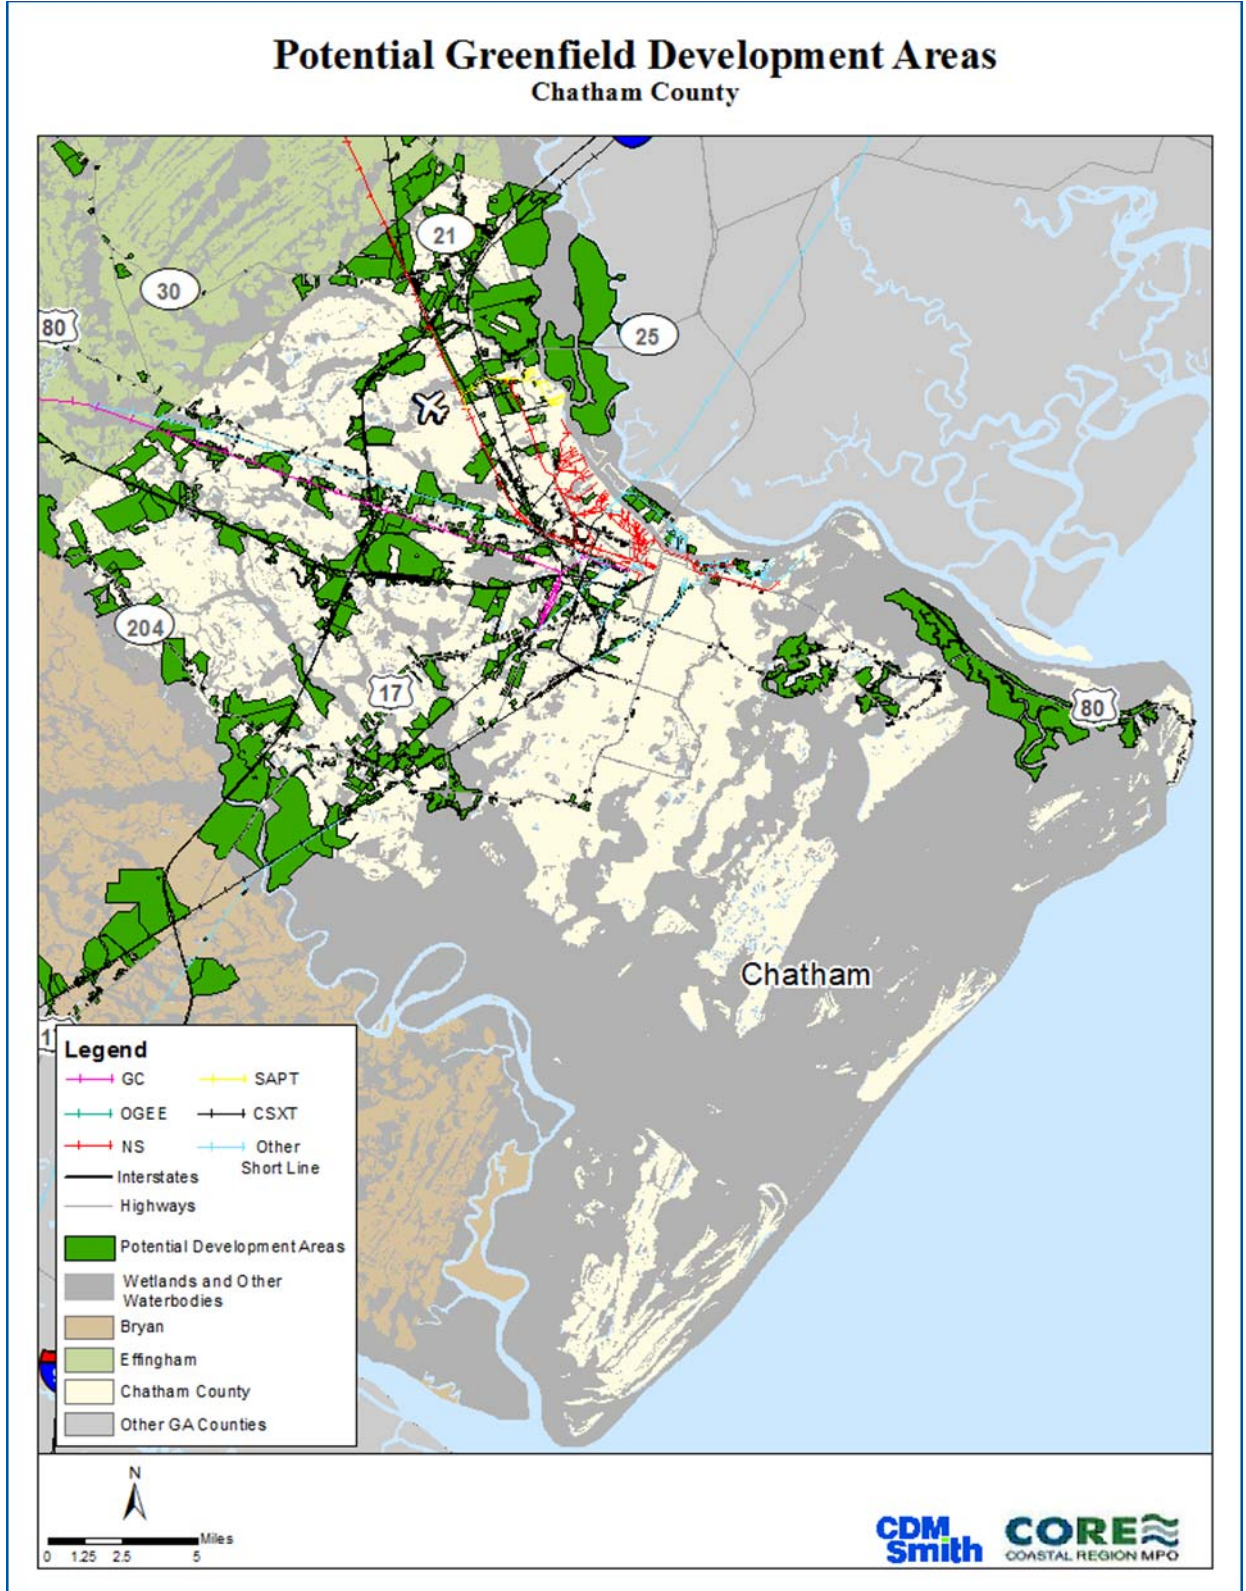 Potential Greenfield Development Areas
Chatham County
21
30
80
25
204
17
80
Chatham
Legend
GC
SAPT
OGEE
CSXT
NS
Other
Short Line
Interstates
Highways
Potential Development Areas
Wetlands and Other
Waterbodies
Bryan
Effingham
Chatham County
Other GA Counties
N
Miles
0 1.25 2.5 5
CDM
Smith
CORE
COASTAL REGION MPO